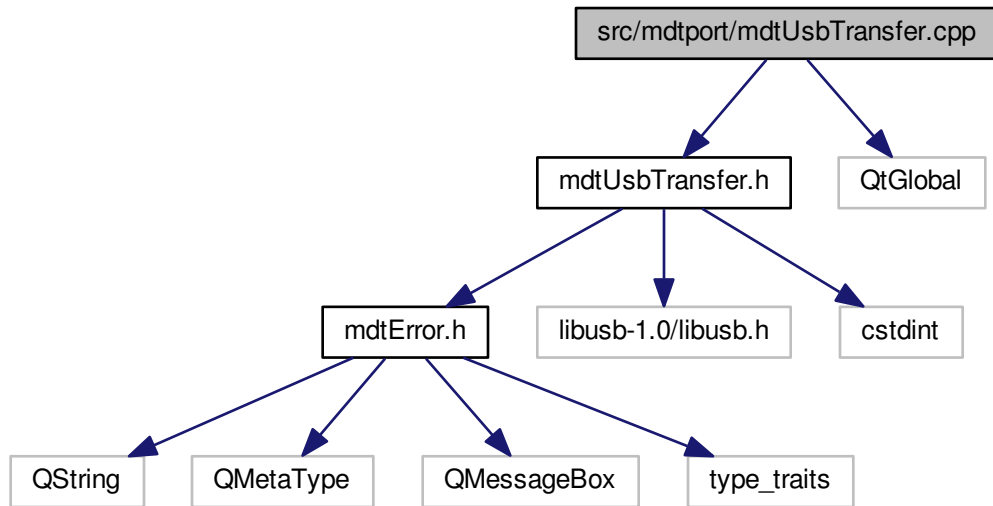 src/mdtport/mdtUsbTransfer.cpp
mdtUsbTransfer.h
QtGlobal
mdtError.h
libusb-1.0/libusb.h
cstdint
QString
QMetaType
QMessageBox
type_traits